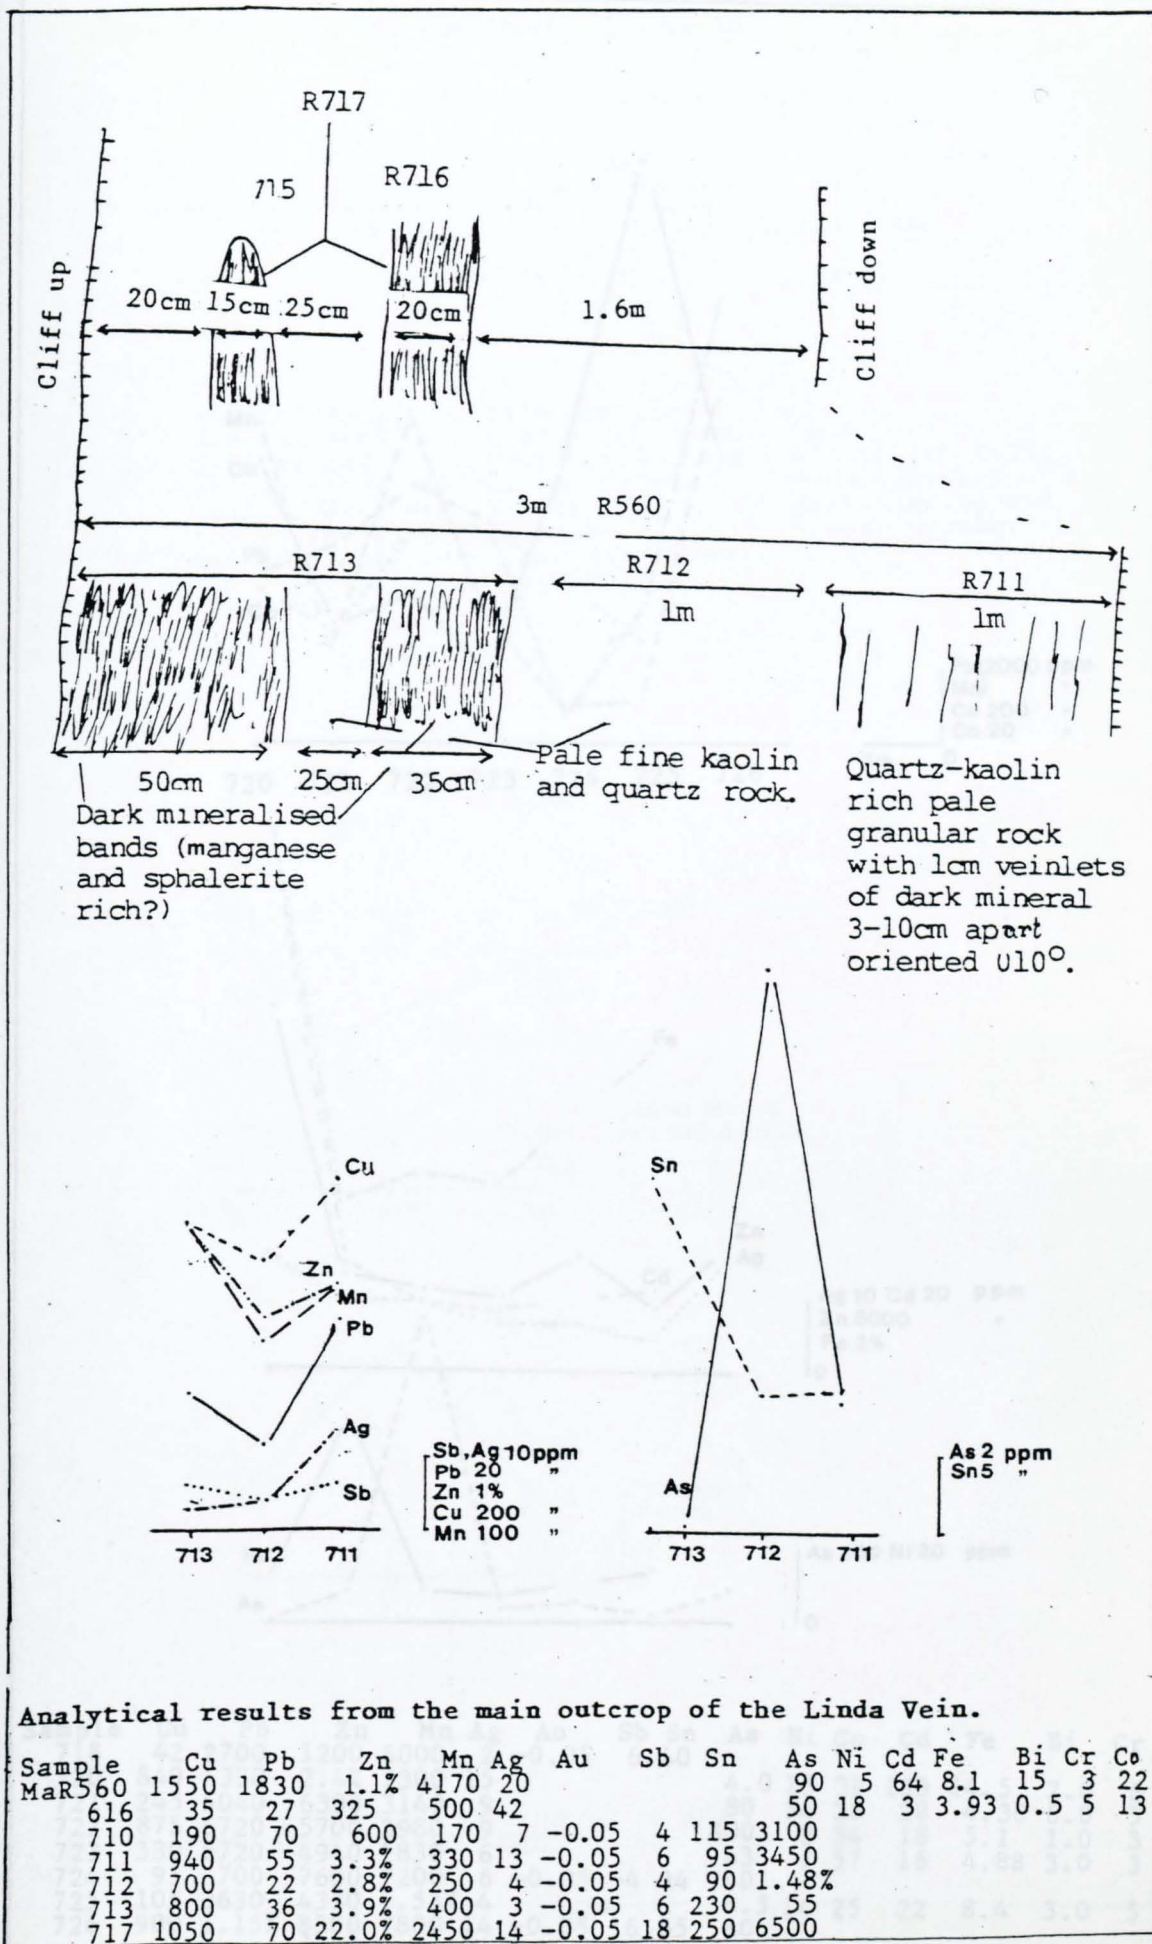 R717
715 R716
Cliff up
20cm 15cm 25cm 20cm 1.6m
Cliff down
3m R560
R713 R712 R711
1m 1m
50cm 25cm 35cm
Dark mineralised
bands (manganese
and sphalerite
rich?)
Pale fine kaolin
and quartz rock.
Quartz-kaolin
rich pale
granular rock
with 1cm veinlets
of dark mineral
3-10cm apart
oriented 010°.
Cu
Zn
Mn
Pb
Ag
Sb
713 712 711
Sb, Ag 10 ppm
Pb 20 "
Zn 1%
Cu 200 "
Mn 100 "
Sn
As
713 712 711
As 2 ppm
Sn 5 "
Analytical results from the main outcrop of the Linda Vein.
Sample Cu Pb Zn Mn Ag Au Sb Sn As Ni Cd Fe Bi Cr Co
MaR560 1550 1830 1.1% 4170 20 90 15 64 8.1 15 3 22
616 35 27 325 500 42 50 18 3 3.93 0.5 5 13
710 190 70 600 170 7 -0.05 4 115 3100
711 940 55 3.3% 330 13 -0.05 6 95 3450
712 700 22 2.8% 250 4 -0.05 4 90 1.48%
713 800 36 3.9% 400 3 -0.05 6 230 55
717 1050 70 22.0% 2450 14 -0.05 18 250 6500